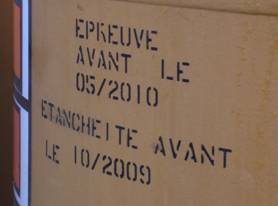 EPREUVE
AVANT LE
05/2010
ETANCHEITE AVANT
LE 10/2009